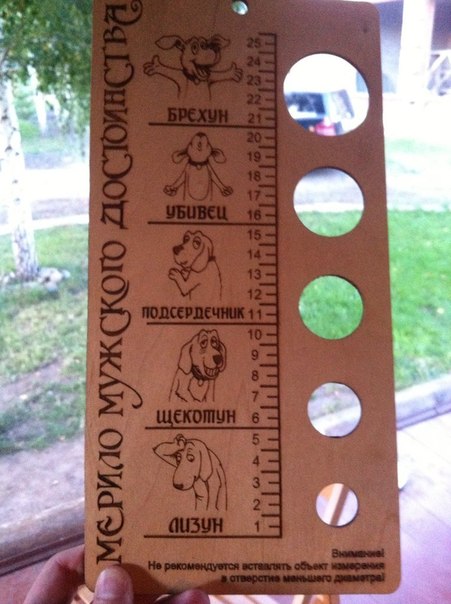 МЕРИЛО МУЖСКОГО ДОСТОИНСТВА
25
24
23
22
БРЕХУН 21
20
19
18
17
УБИВЕЦ 16
15
14
13
12
ПОДСЕРДЕЧНИК 11
10
9
8
7
ЩЕКОТУН 6
5
4
3
2
ЛИЗУН 1
Внимание!
Не рекомендуется вставлять объект измерения
в отверстие меньшего диаметра!